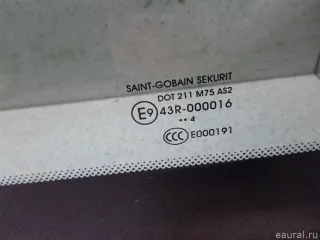 SAINT-GOBAIN SEKURIT
DOT 211 M75 AS2
E9 43R-000016
•• 4
CCC E000191
eaural.ru